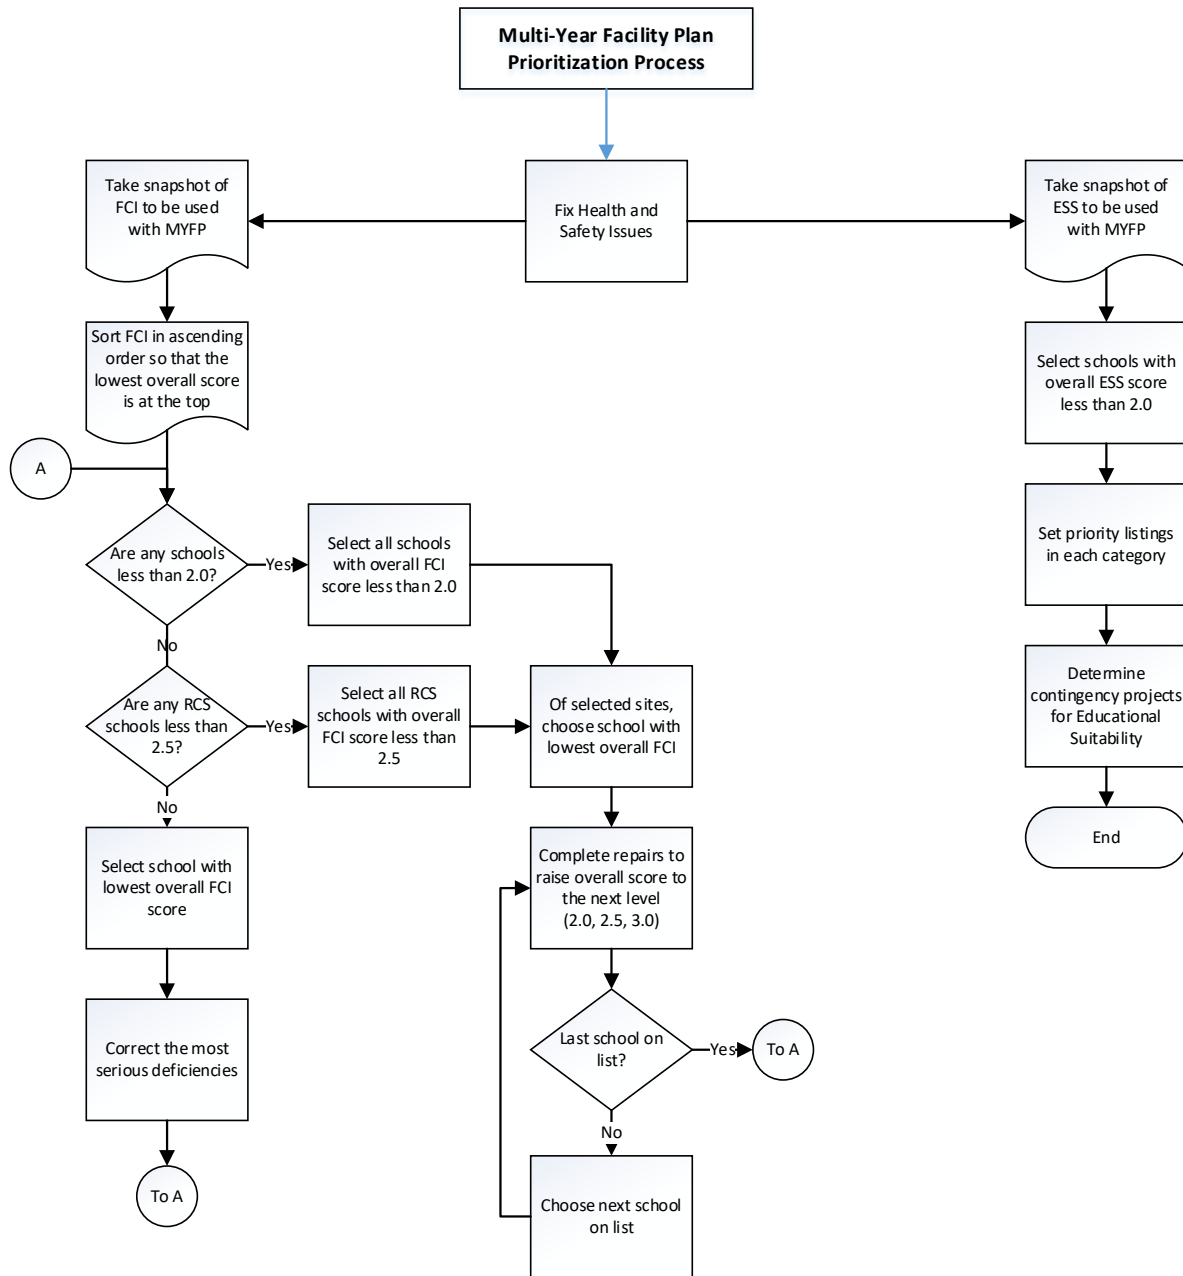 Multi-Year Facility Plan
Prioritization Process
Take snapshot of
FCI to be used
with MYFP
Fix Health and
Safety Issues
Take snapshot of
ESS to be used
with MYFP
Sort FCI in ascending
order so that the
lowest overall score
is at the top
Select schools with
overall ESS score
less than 2.0
A
Are any schools
less than 2.0?
Yes
Select all schools
with overall FCI
score less than 2.0
Set priority listings
in each category
No
Are any RCS
schools less than
2.5?
Yes
Select all RCS
schools with overall
FCI score less than
2.5
Of selected sites,
choose school with
lowest overall FCI
Determine
contingency projects
for Educational
Suitability
No
Select school with
lowest overall FCI
score
Complete repairs to
raise overall score to
the next level
(2.0, 2.5, 3.0)
End
Correct the most
serious deficiencies
Last school on
list?
Yes
To A
No
To A
Choose next school
on list